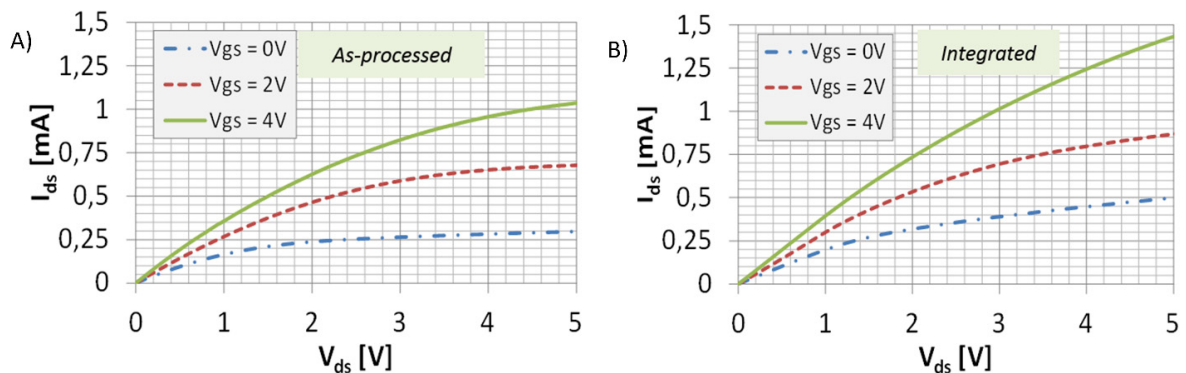 A)
As-processed
Vgs = 0V
Vgs = 2V
Vgs = 4V
Ids [mA]
1,5
1,25
1
0,75
0,5
0,25
0
0 1 2 3 4 5
Vds [V]
B)
Integrated
Vgs = 0V
Vgs = 2V
Vgs = 4V
Ids [mA]
1,5
1,25
1
0,75
0,5
0,25
0
0 1 2 3 4 5
Vds [V]